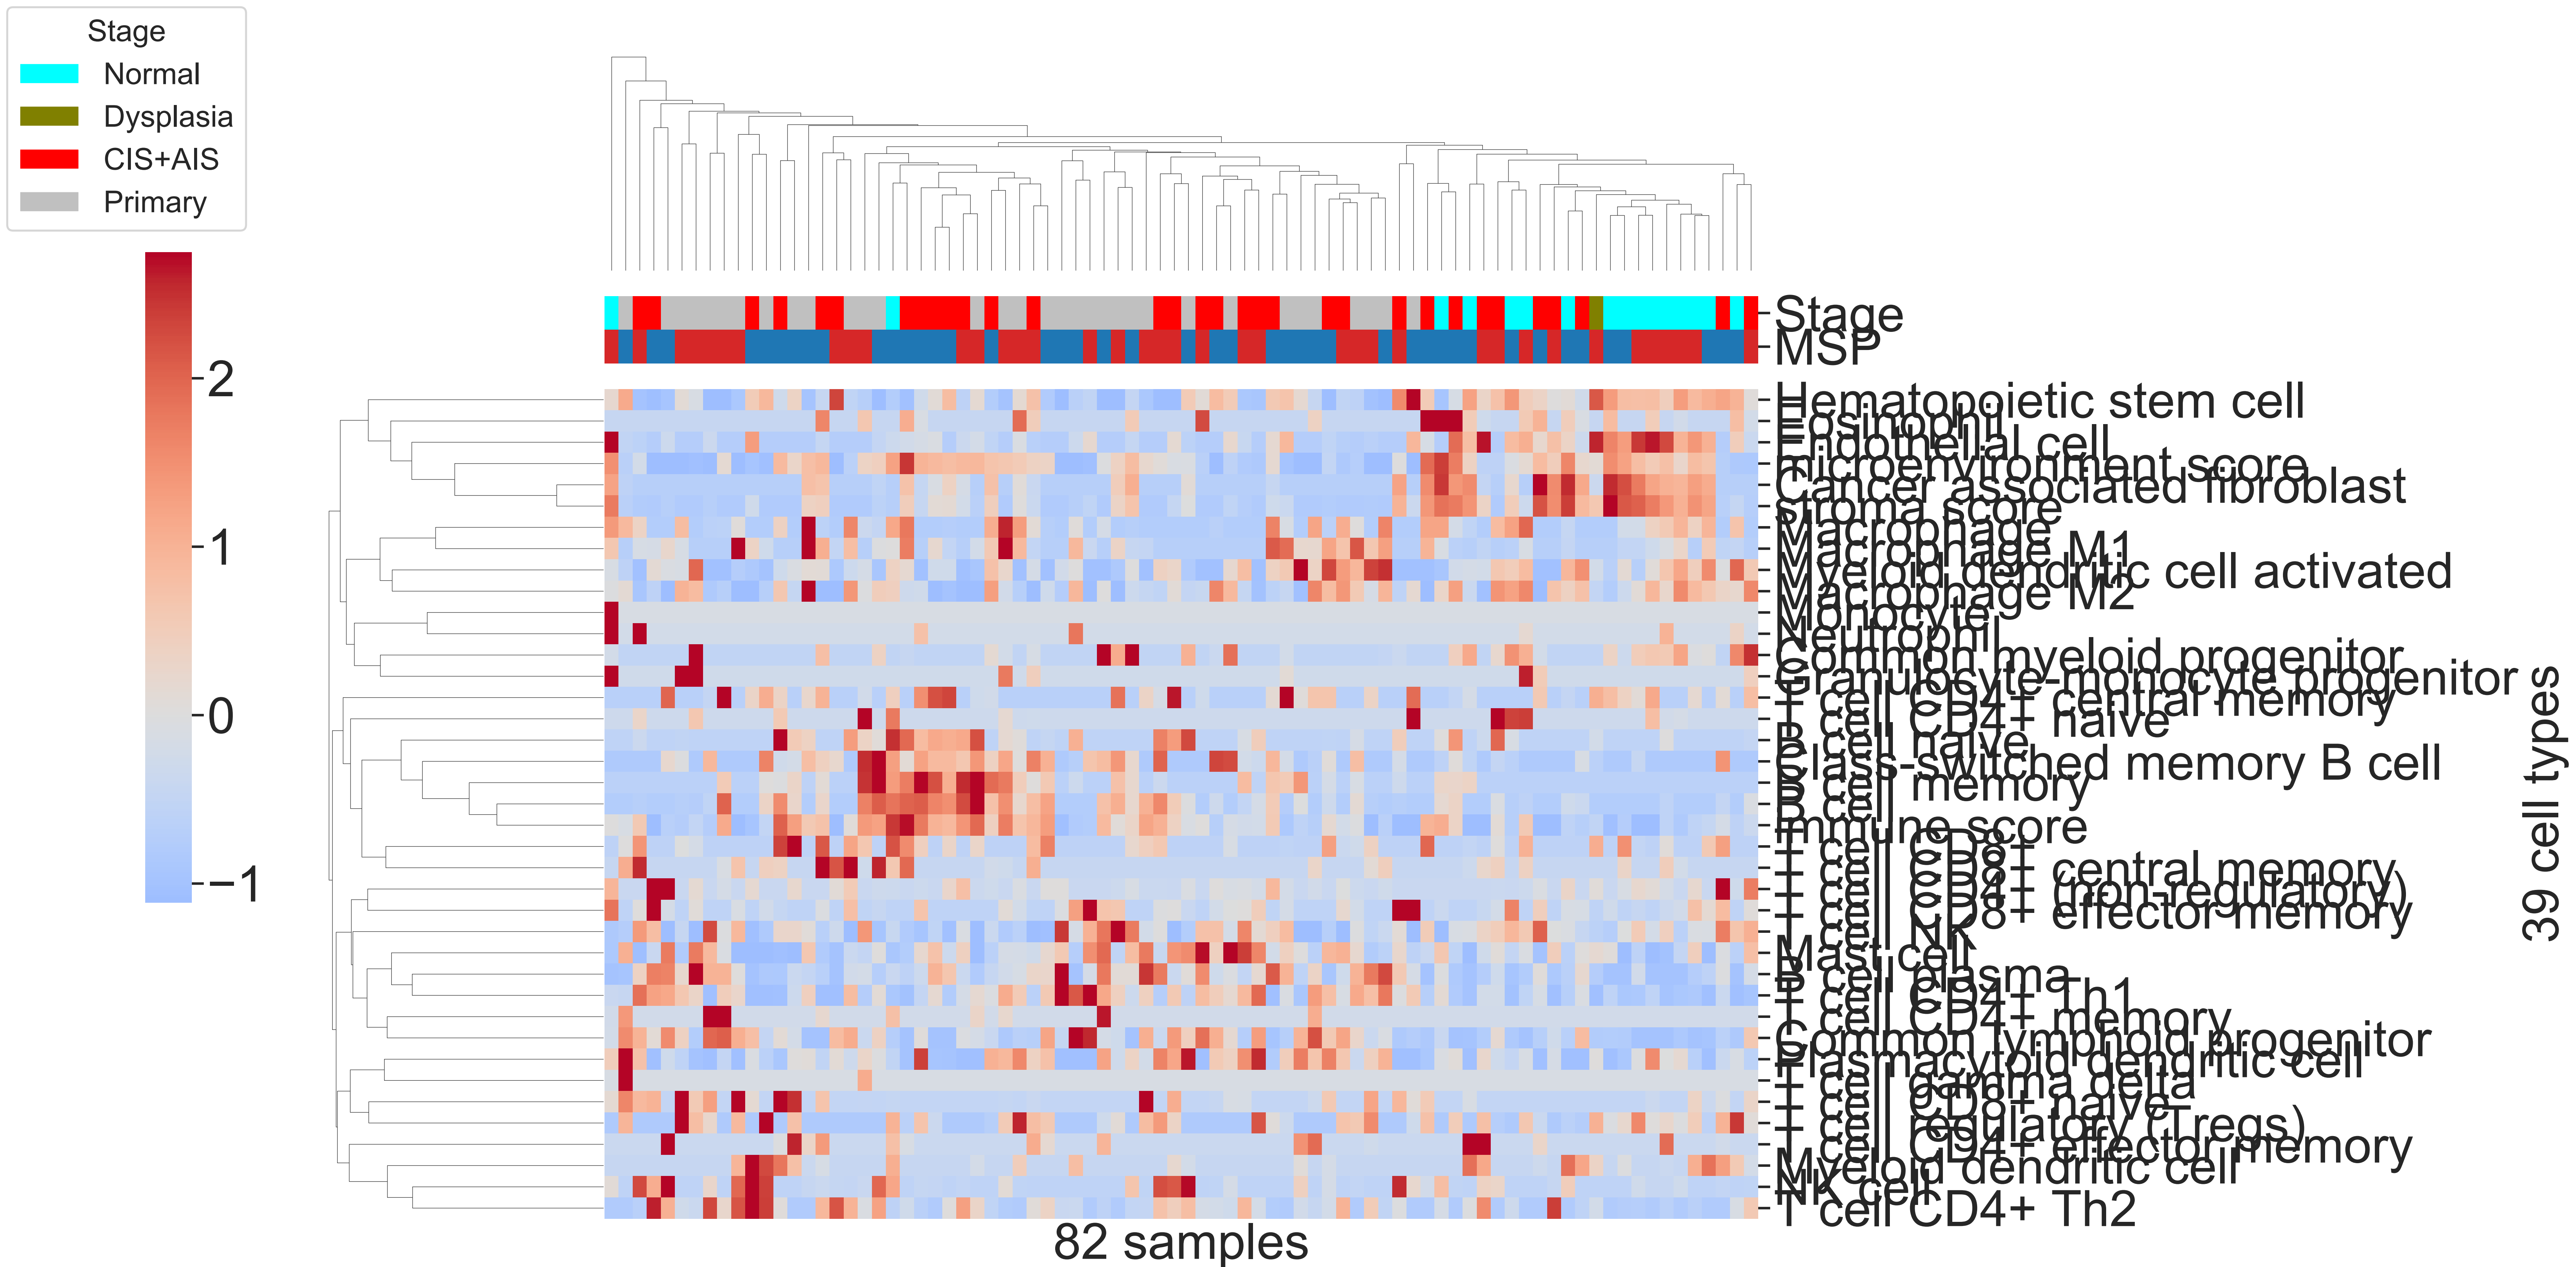 Stage
Normal
Dysplasia
CIS+AIS
Primary
2
1
0
−1
Stage
MSP
Hematopoietic stem cell
Eosinophil
Endothelial cell
microenvironment score
Cancer associated fibroblast
stroma score
Macrophage
Macrophage M1
Myeloid dendritic cell activated
Macrophage M2
Monocyte
Neutrophil
Common myeloid progenitor
Granulocyte-monocyte progenitor
T cell CD4+ central memory
T cell CD4+ naive
B cell naive
Class-switched memory B cell
B cell memory
B cell
immune score
T cell CD8+
T cell CD8+ central memory
T cell CD4+ (non-regulatory)
T cell CD8+ effector memory
T cell NK
Mast cell
B cell plasma
T cell CD4+ Th1
T cell CD4+ memory
Common lymphoid progenitor
Plasmacytoid dendritic cell
T cell gamma delta
T cell CD8+ naive
T cell regulatory (Tregs)
T cell CD4+ effector memory
Myeloid dendritic cell
NK cell
T cell CD4+ Th2
39 cell types
82 samples